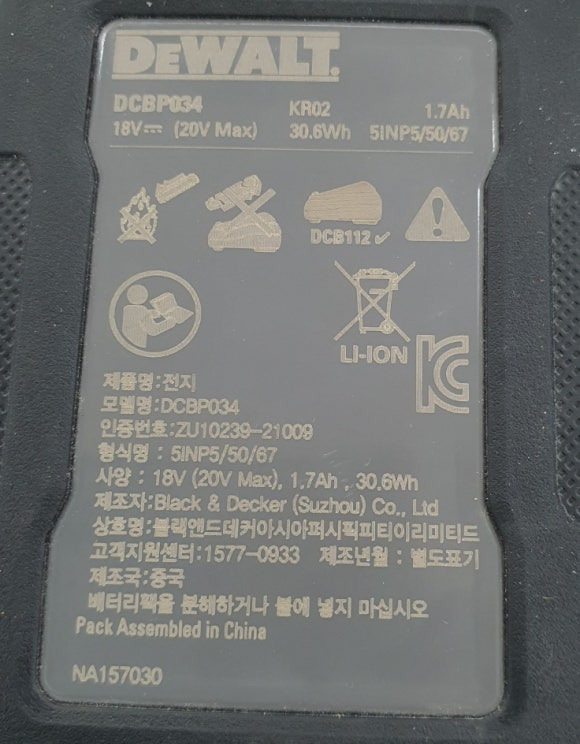 DEWALT
DCBP034 KR02 1.7Ah
18V⎓ (20V Max) 30.6Wh 5INP5/50/67
DCB112 ✓
LI-ION
제품명:전지
모델명:DCBP034
인증번호:ZU10239-21009
형식명 : 5INP5/50/67
사양 : 18V (20V Max), 1.7Ah , 30.6Wh
제조자:Black & Decker (Suzhou) Co., Ltd
상호명:블랙앤드데커아시아퍼시픽피티이리미티드
고객지원센터:1577-0933 제조년월 : 별도표기
제조국:중국
배터리팩을 분해하거나 불에 넣지 마십시오
Pack Assembled in China
NA157030